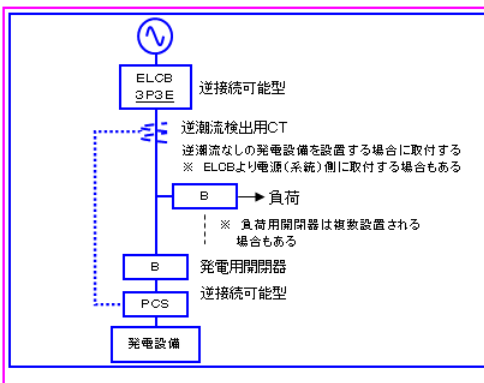 ELCB
3P3E
逆接続可能型
逆潮流検出用CT
逆潮流なしの発電設備を設置する場合に取付する
※ ELCBより電源(系統)側に取付する場合もある
B
負荷
※ 負荷用開閉器は複数設置される
場合もある
B
発電用開閉器
逆接続可能型
PCS
発電設備